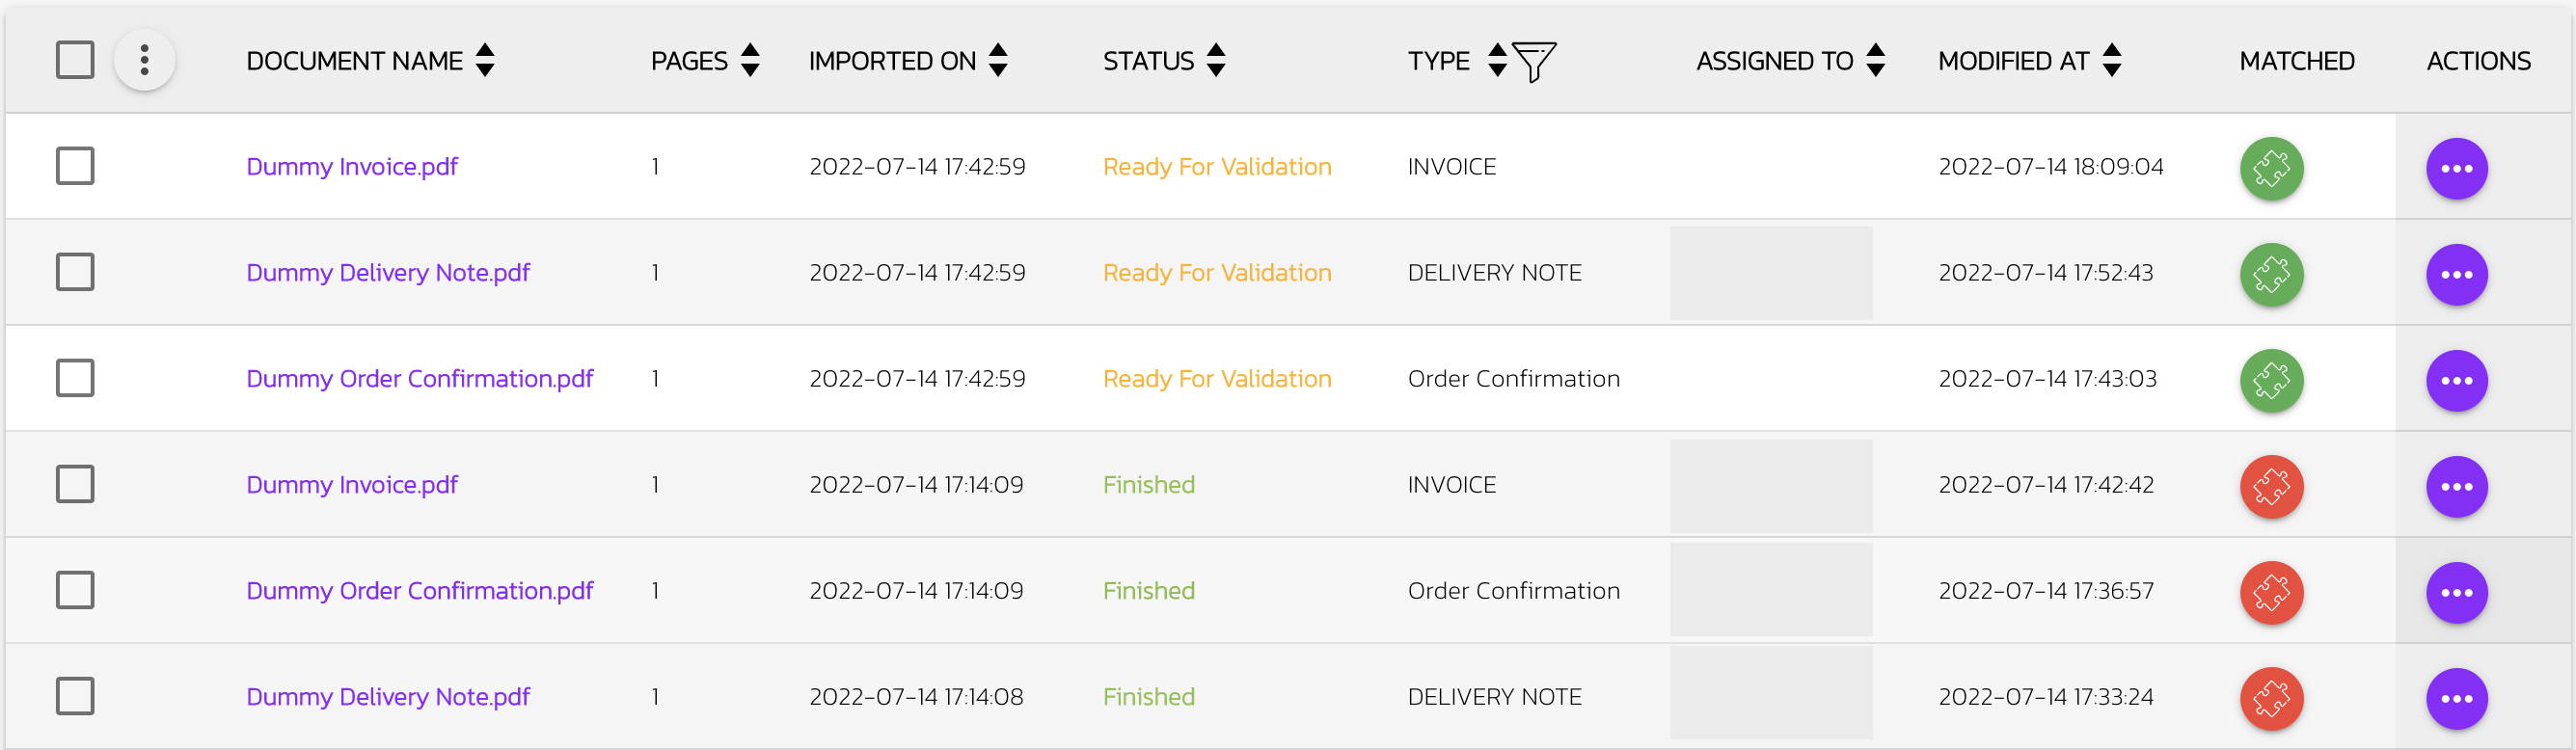 DOCUMENT NAME PAGES IMPORTED ON STATUS TYPE ASSIGNED TO MODIFIED AT MATCHED ACTIONS
Dummy Invoice.pdf 1 2022-07-14 17:42:59 Ready For Validation INVOICE 2022-07-14 18:09:04
Dummy Delivery Note.pdf 1 2022-07-14 17:42:59 Ready For Validation DELIVERY NOTE 2022-07-14 17:52:43
Dummy Order Confirmation.pdf 1 2022-07-14 17:42:59 Ready For Validation Order Confirmation 2022-07-14 17:43:03
Dummy Invoice.pdf 1 2022-07-14 17:14:09 Finished INVOICE 2022-07-14 17:42:42
Dummy Order Confirmation.pdf 1 2022-07-14 17:14:09 Finished Order Confirmation 2022-07-14 17:36:57
Dummy Delivery Note.pdf 1 2022-07-14 17:14:08 Finished DELIVERY NOTE 2022-07-14 17:33:24